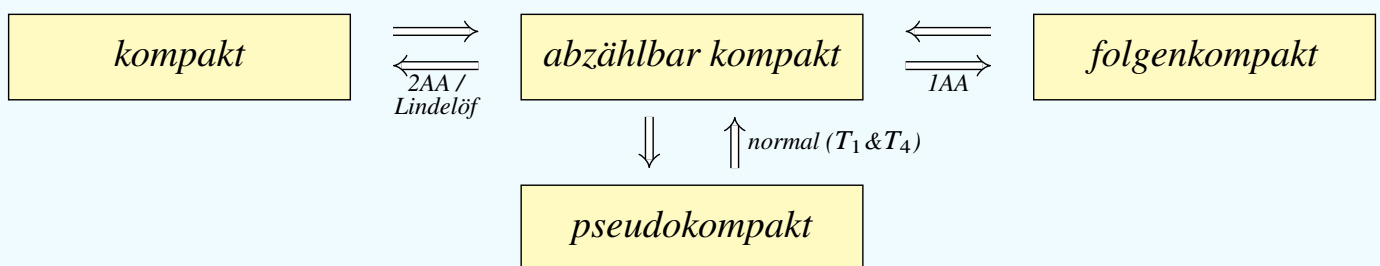 kompakt
abzählbar kompakt
folgenkompakt
2AA /
Lindelöf
1AA
normal (T₁ & T₄)
pseudokompakt